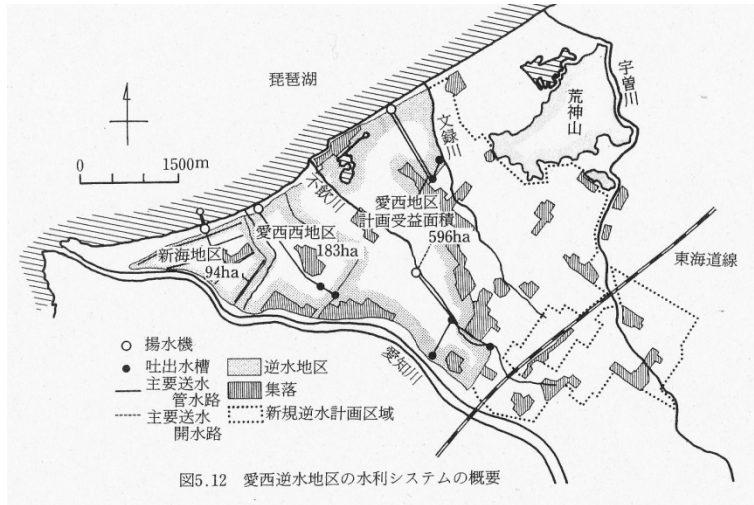 琵琶湖
宇曽川
荒神山
文録川
0 1500m
不飲川
愛西地区
計画受益面積
596ha
愛西西地区
183ha
新海地区
94ha
東海道線
愛知川
揚水機
吐出水槽
主要送水
管水路
主要送水
開水路
逆水地区
集落
新規逆水計画区域
図5.12 愛西逆水地区の水利システムの概要